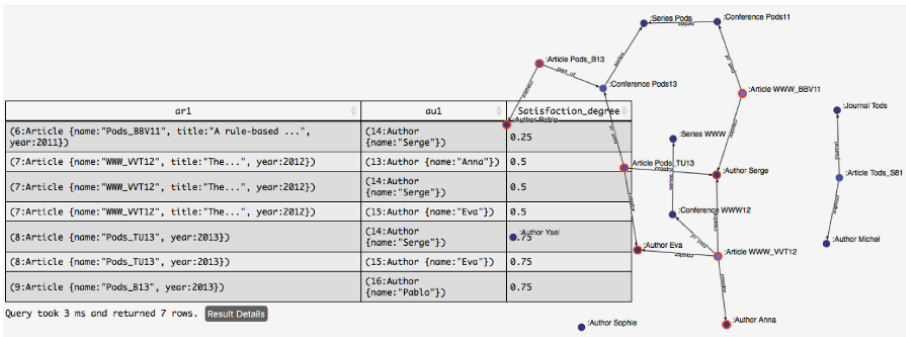 :Series Pods
:Conference Pods11
:Article Pods_B13
part_of
:Conference Pods13
:Article WWW_BBV11
:Journal Tods
ar1
au1
Satisfaction_degree
(6:Article {name:"Pods_BBV11", title:"A rule-based ...", year:2011})
(14:Author {name:"Serge"})
0.25
(7:Article {name:"WWW_VVT12", title:"The...", year:2012})
(13:Author {name:"Anna"})
0.5
(7:Article {name:"WWW_VVT12", title:"The...", year:2012})
(14:Author {name:"Serge"})
0.5
(7:Article {name:"WWW_VVT12", title:"The...", year:2012})
(15:Author {name:"Eva"})
0.5
(8:Article {name:"Pods_TU13", year:2013})
(14:Author {name:"Serge"})
0.75
(8:Article {name:"Pods_TU13", year:2013})
(15:Author {name:"Eva"})
0.75
(9:Article {name:"Pods_B13", year:2013})
(16:Author {name:"Pablo"})
0.75
:Author Pablo
:Series WWW
:Article Pods_TU13
:Author Serge
:Article Tods_S81
:Conference WWW12
:Author Yael
:Author Eva
:Article WWW_VVT12
:Author Michel
Query took 3 ms and returned 7 rows.
Result Details
:Author Sophie
:Author Anna